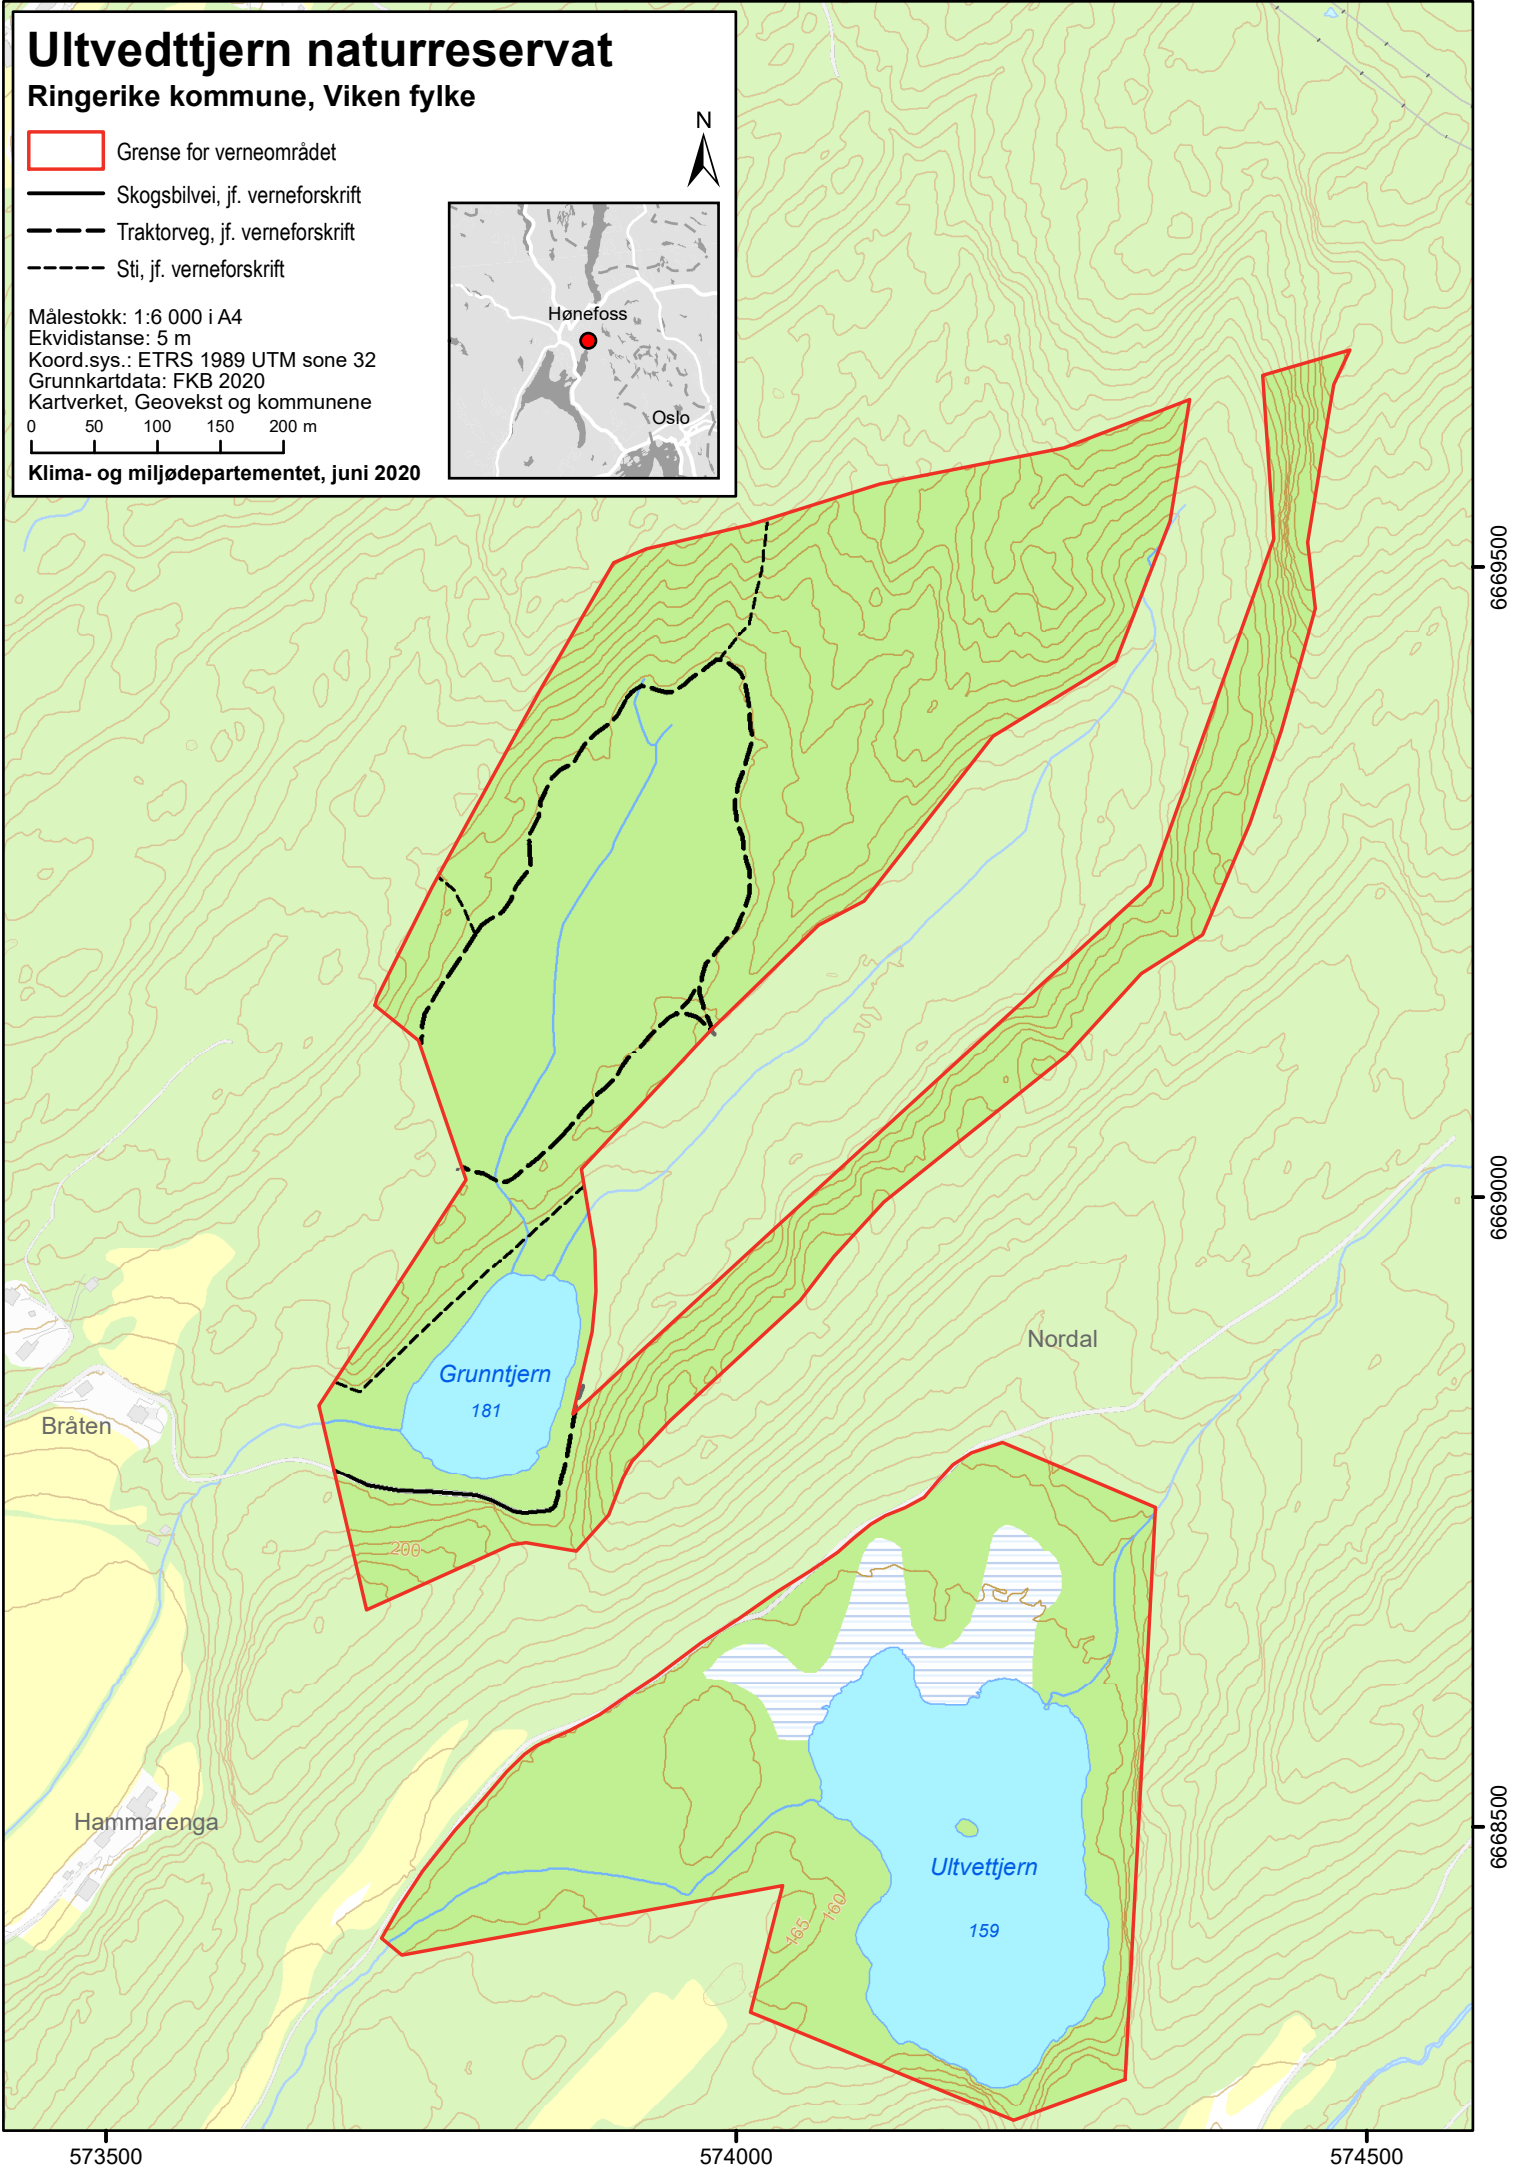 Ultvedttjern naturreservat
Ringerike kommune, Viken fylke
N
Grense for verneområdet
Skogsbilvei, jf. verneforskrift
Traktorveg, jf. verneforskrift
Sti, jf. verneforskrift
Målestokk: 1:6 000 i A4
Ekvidistanse: 5 m
Koord.sys.: ETRS 1989 UTM sone 32
Grunnkartdata: FKB 2020
Kartverket, Geovekst og kommunene
0 50 100 150 200 m
Klima- og miljødepartementet, juni 2020
Hønefoss
Oslo
6669500
6669000
Nordal
Grunntjern
181
Bråten
200
Hammarenga
6668500
Ultvettjern
159
165
160
573500
574000
574500